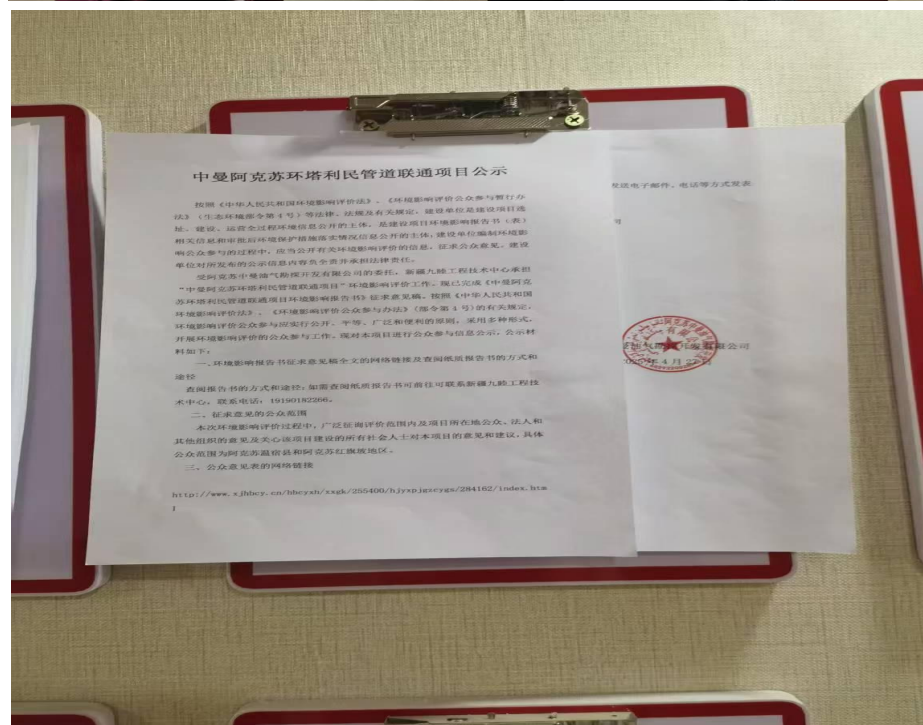 中曼阿克苏环塔利民管道联通项目公示
按照《中华人民共和国环境影响评价法》、《环境影响评价公众参与暂行办
法》（生态环境部令第4号）等法律、法规及有关规定，建设单位是建设项目选
址、建设、运营全过程环境信息公开的主体，是建设项目环境影响报告书（表）
相关信息和审批后环境保护措施落实情况信息公开的主体，建设单位编制环境影
响公众参与的过程中，应当公开有关环境影响评价的信息，征求公众意见。建设
单位对所发布的公示信息内容负全责并承担法律责任。
受阿克苏中曼油气勘探开发有限公司的委托，新疆九睦工程技术中心承担
“中曼阿克苏环塔利民管道联通项目”环境影响评价工作。现已完成《中曼阿克
苏环塔利民管道联通项目环境影响报告书》征求意见稿。按照《中华人民共和国
环境影响评价法》、《环境影响评价公众参与办法》（部令第4号）的有关规定，
环境影响评价公众参与应实行公开、平等、广泛和便利的原则，采用多种形式，
开展环境影响评价的公众参与工作。现对本项目进行公众参与信息公示，公示材
料如下：
一、环境影响报告书征求意见稿全文的网络链接及查阅纸质报告书的方式和
途径
查阅报告书的方式和途径：如需查阅纸质报告书可前往可联系新疆九睦工程技
术中心，联系电话：19190182266。
二、征求意见的公众范围
本次环境影响评价过程中，广泛征询评价范围内及项目所在地公众、法人和
其他组织的意见及关心该项目建设的所有社会人士对本项目的意见和建议，具体
公众范围为阿克苏温宿县和阿克苏红旗坡地区。
三、公众意见表的网络链接
http://www.xjhbcy.cn/hbcyxh/xxgk/255400/hjyxpjgzcygs/284162/index.htm
l
发送电子邮件、电话等方式发表
有限公司
年4月27日